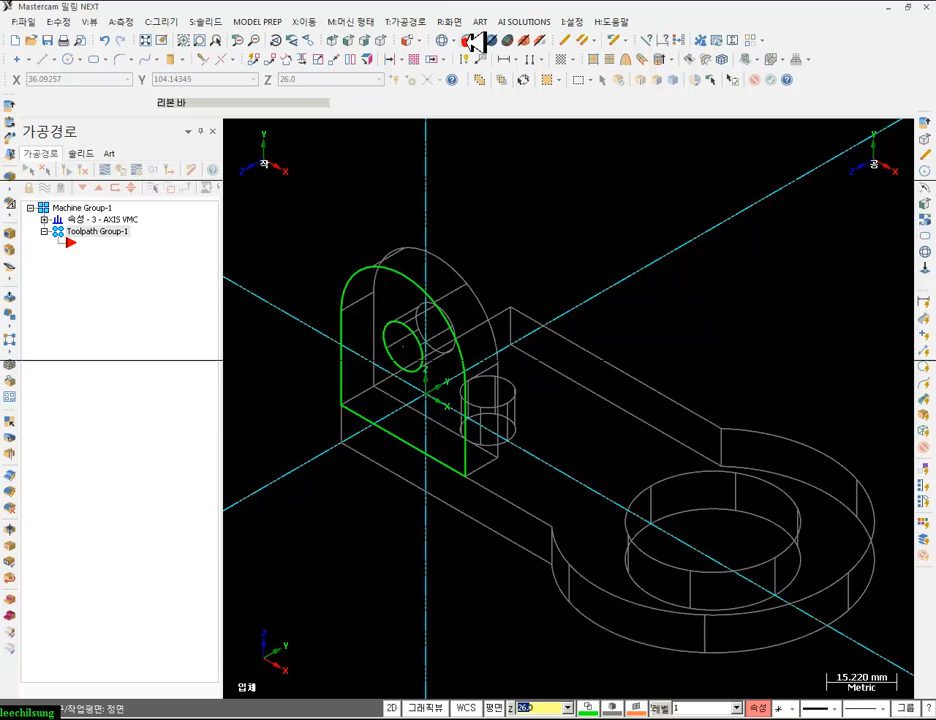 Mastercam 밀링 NEXT
F:파일 E:수정 V:뷰 A:측정 C:그리기 S:솔리드 MODEL PREP X:이동 M:머신 형태 T:가공경로 R:화면 ART AI SOLUTIONS I:설정 H:도움말
X 36.09257 Y 104.14345 Z 26.0
리본 바
가공경로
가공경로 솔리드 Art
G1
Machine Group-1
속성 - 3 - AXIS VMC
Toolpath Group-1
Y
Z 작 X
Y
Z 공 X
Z
Y
X
Z
Y
X
입체
15.220 mm
Metric
leechilsung
/작업평면: 정면
2D 그래픽뷰 WCS 평면 Z 26.0 레벨 1 속성 그룹 ?